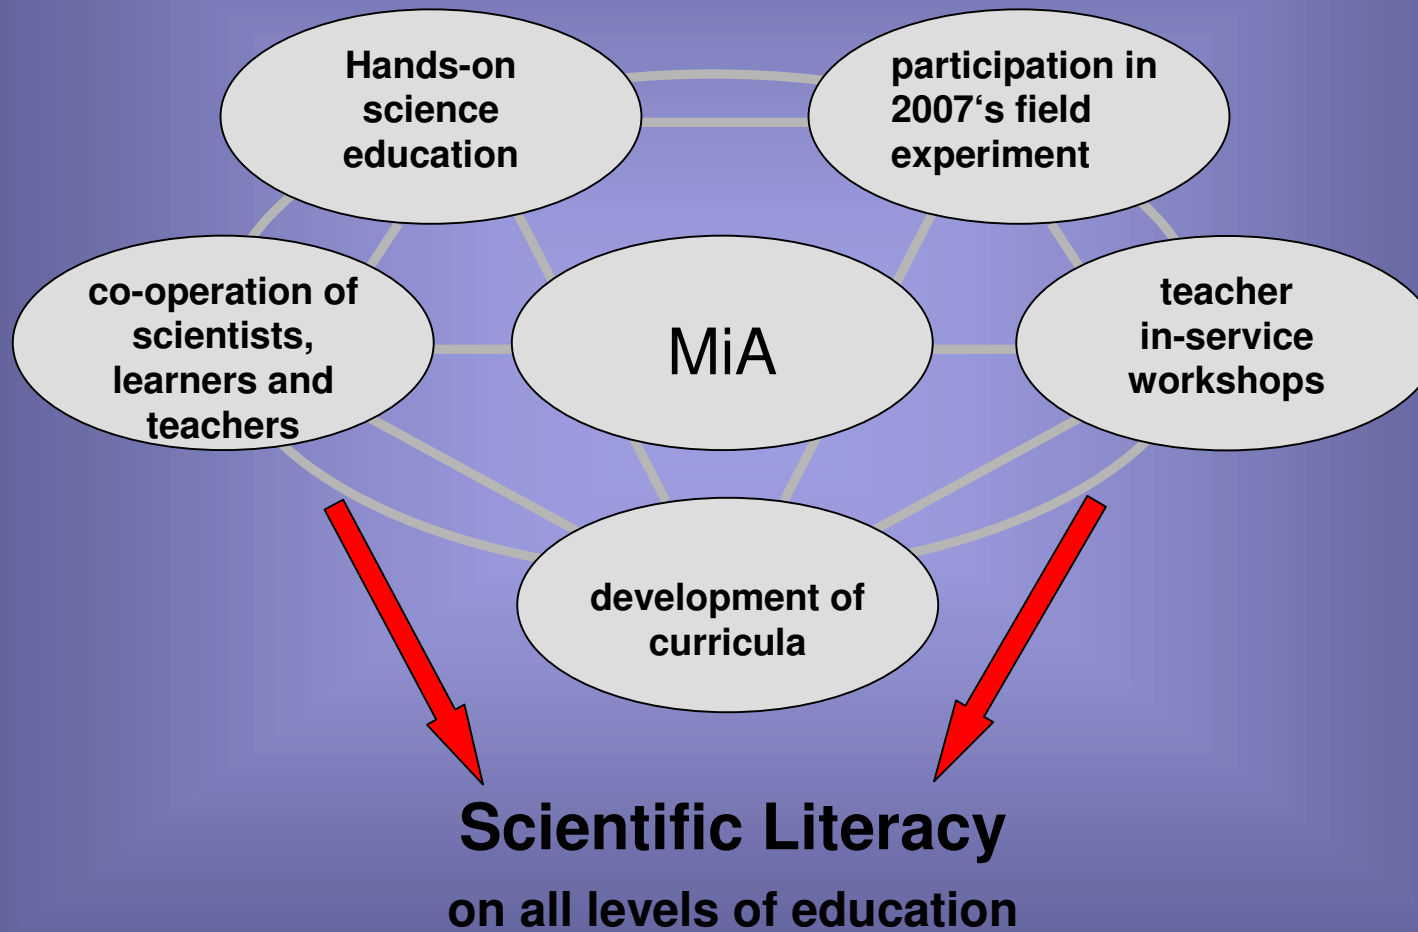 Hands-on
science
education
participation in
2007‘s field
experiment
co-operation of
scientists,
learners and
teachers
MiA
teacher
in-service
workshops
development of
curricula
Scientific Literacy
on all levels of education